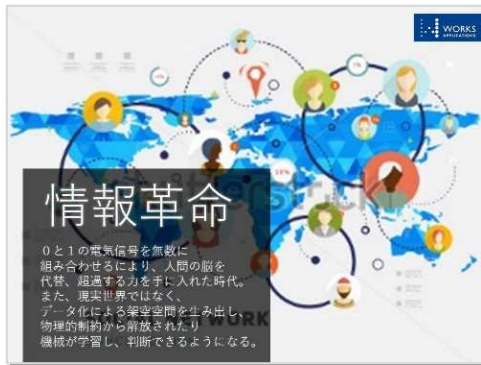 WORKS
APPLICATIONS
情報革命
０と１の電気信号を無数に
組み合わせるにより、人間の脳を
代替、超過する力を手に入れた時代。
また、現実世界ではなく、
データ化による架空空間を生み出し、
物理的制約から解放されたり
機械が学習し、判断できるようになる。